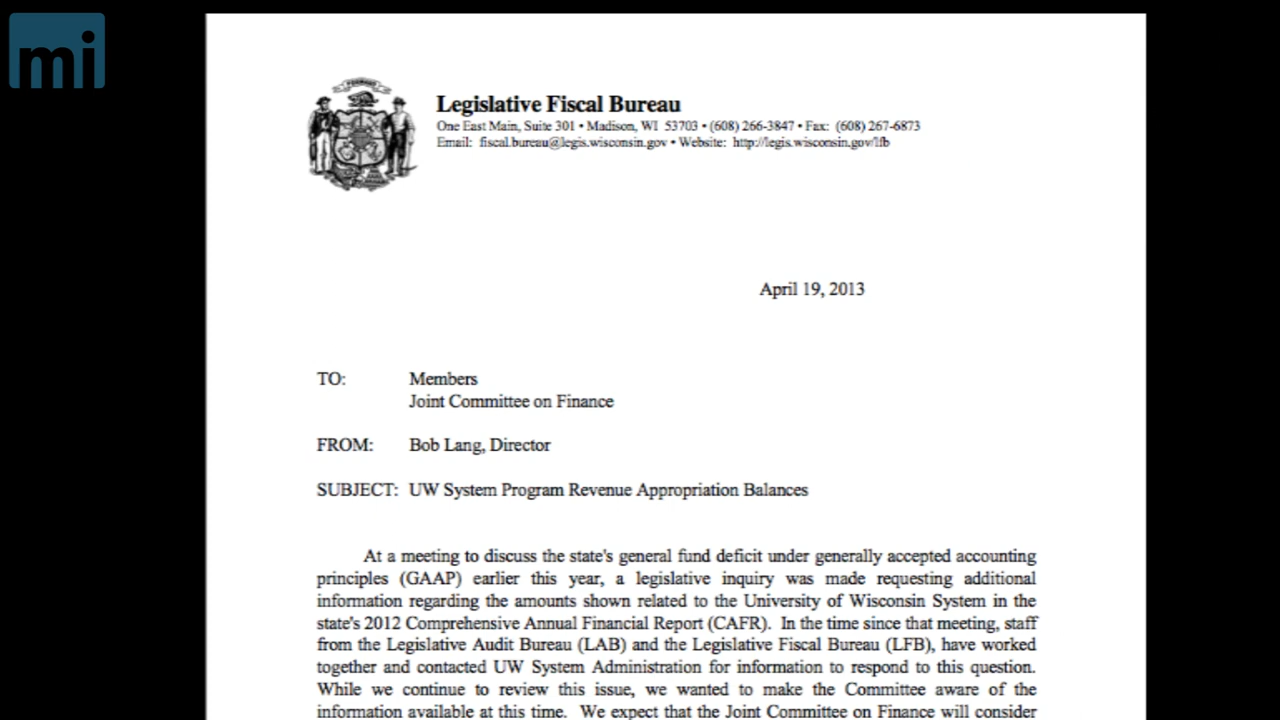 mi
FORWARD
Legislative Fiscal Bureau
One East Main, Suite 301 • Madison, WI 53703 • (608) 266-3847 • Fax: (608) 267-6873
Email: fiscal.bureau@legis.wisconsin.gov • Website: http://legis.wisconsin.gov/lfb
April 19, 2013
TO: Members
Joint Committee on Finance
FROM: Bob Lang, Director
SUBJECT: UW System Program Revenue Appropriation Balances
At a meeting to discuss the state's general fund deficit under generally accepted accounting
principles (GAAP) earlier this year, a legislative inquiry was made requesting additional
information regarding the amounts shown related to the University of Wisconsin System in the
state's 2012 Comprehensive Annual Financial Report (CAFR). In the time since that meeting, staff
from the Legislative Audit Bureau (LAB) and the Legislative Fiscal Bureau (LFB), have worked
together and contacted UW System Administration for information to respond to this question.
While we continue to review this issue, we wanted to make the Committee aware of the
information available at this time. We expect that the Joint Committee on Finance will consider